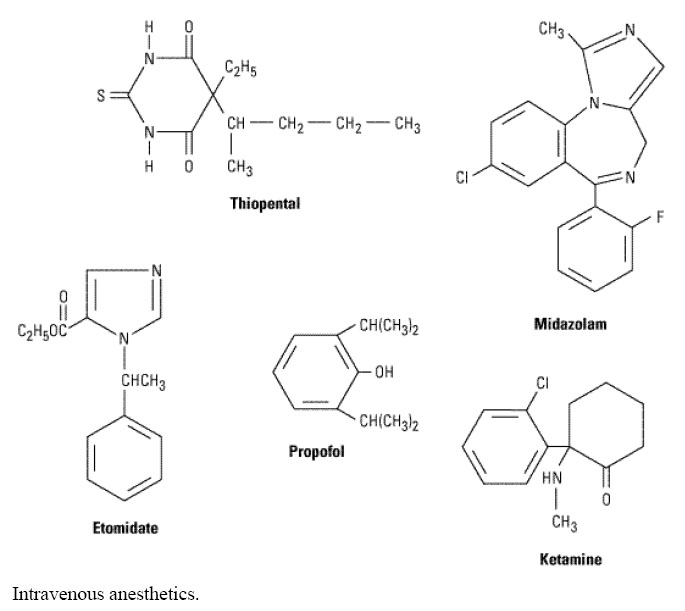 H
O
N
C₂H₅
S
CH — CH₂ — CH₂ — CH₃
N
H
O
CH₃
Thiopental
CH₃
N
N
Cl
N
F
Midazolam
N
O
C₂H₅OC
N
CHCH₃
Etomidate
CH(CH₃)₂
OH
CH(CH₃)₂
Propofol
Cl
HN
O
CH₃
Ketamine
Intravenous anesthetics.